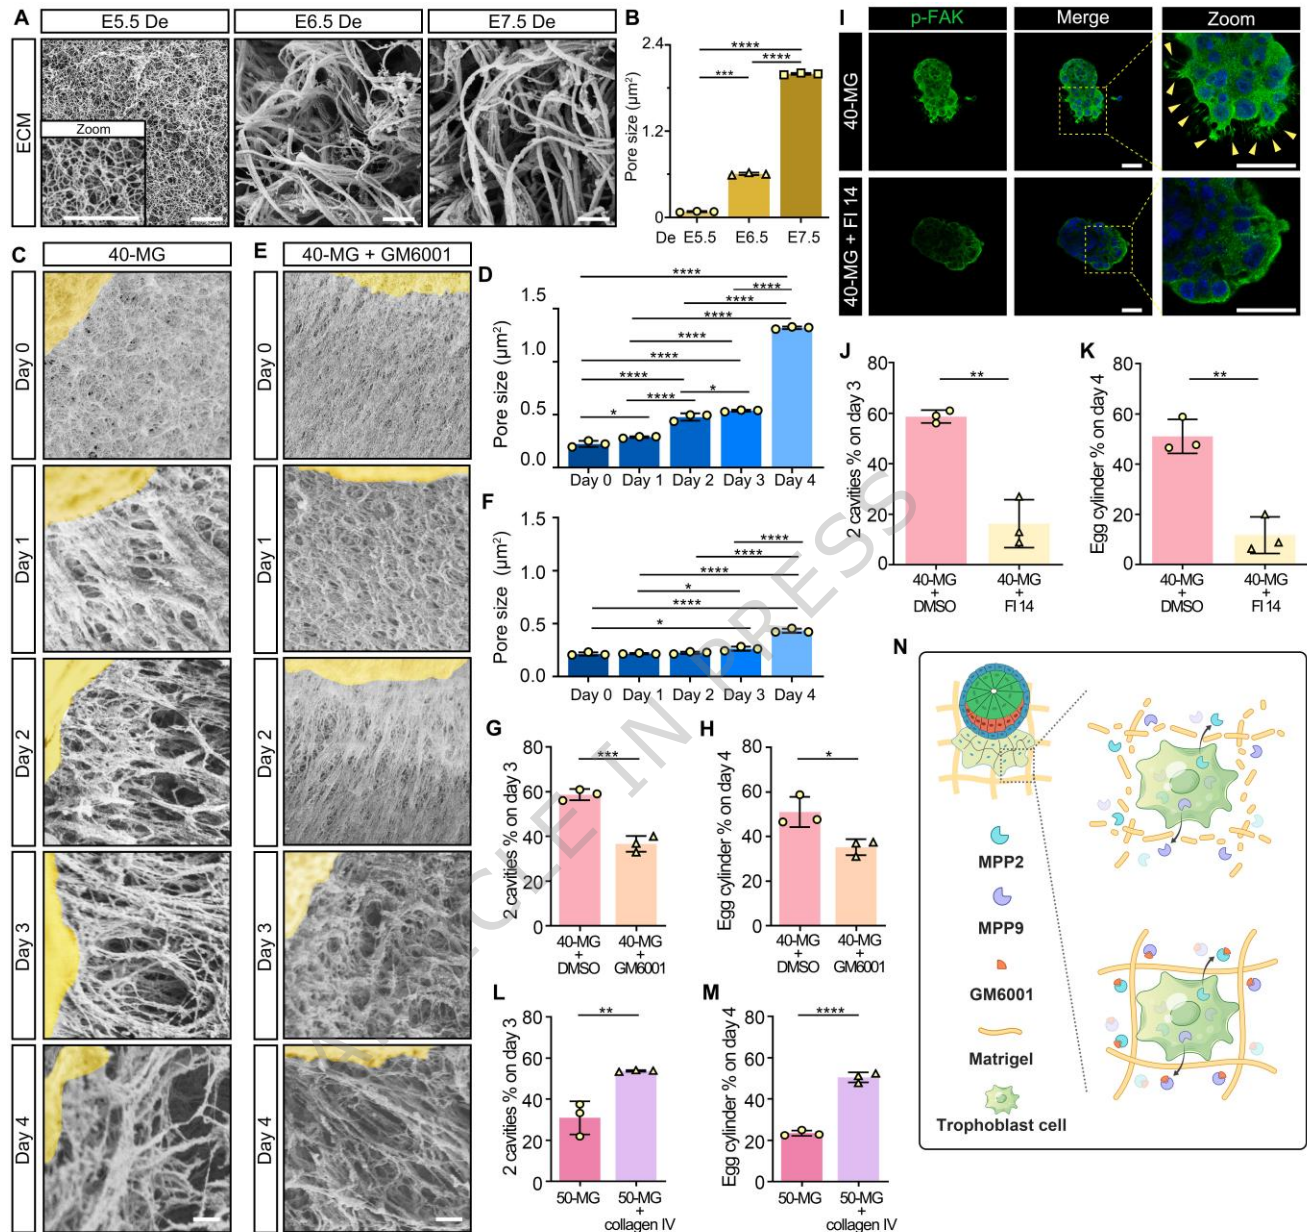 A
E5.5 De
E6.5 De
E7.5 De
ECM
Zoom
B
Pore size (µm²)
2.4
1.2
0
****
****
***
De E5.5 E6.5 E7.5
C
40-MG
Day 0
Day 1
Day 2
Day 3
Day 4
E
40-MG + GM6001
Day 0
Day 1
Day 2
Day 3
Day 4
D
Pore size (µm²)
1.5
1.0
0.5
0.0
****
****
****
****
****
****
****
****
*
*
Day 0 Day 1 Day 2 Day 3 Day 4
F
Pore size (µm²)
1.5
1.0
0.5
0.0
****
****
****
*
****
*
Day 0 Day 1 Day 2 Day 3 Day 4
G
2 cavities % on day 3
80
60
40
20
0
***
40-MG + DMSO
40-MG + GM6001
H
Egg cylinder % on day 4
80
60
40
20
0
*
40-MG + DMSO
40-MG + GM6001
I
p-FAK
Merge
Zoom
40-MG
40-MG + FI 14
J
2 cavities % on day 3
80
60
40
20
0
**
40-MG + DMSO
40-MG + FI 14
K
Egg cylinder % on day 4
80
60
40
20
0
**
40-MG + DMSO
40-MG + FI 14
L
2 cavities % on day 3
80
60
40
20
0
**
50-MG
50-MG + collagen IV
M
Egg cylinder % on day 4
80
60
40
20
0
****
50-MG
50-MG + collagen IV
N
MPP2
MPP9
GM6001
Matrigel
Trophoblast cell
ARTICLE IN PRESS